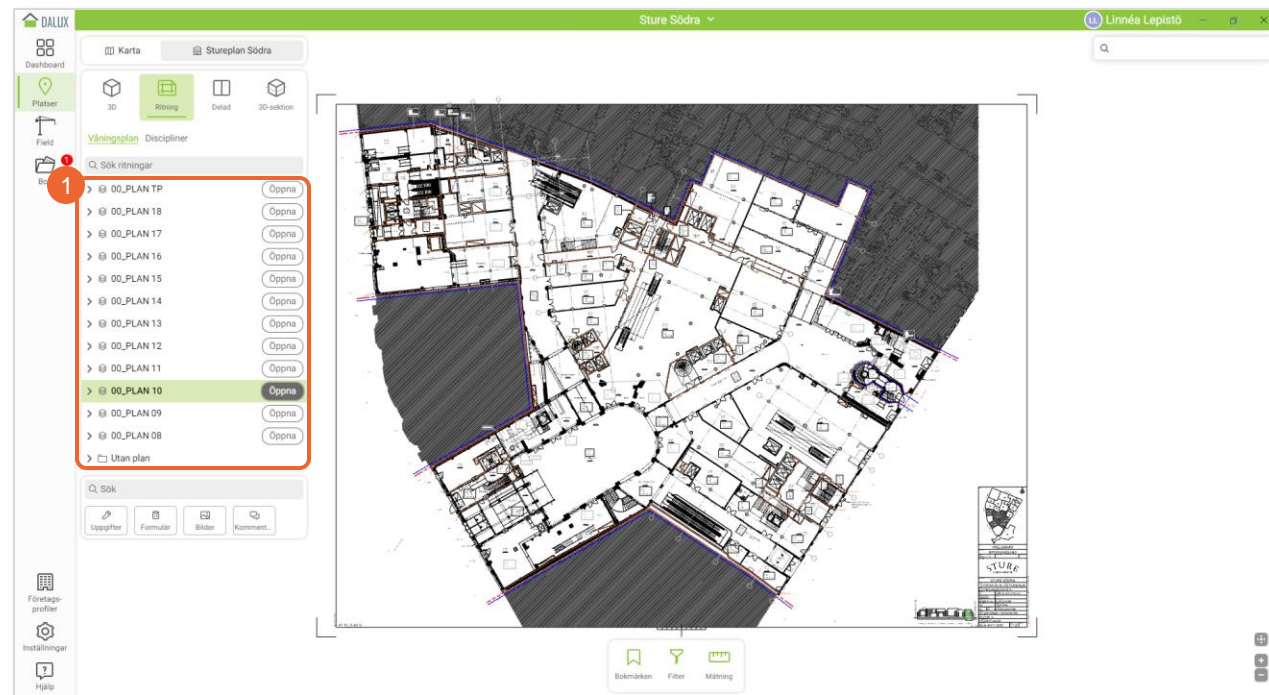 DALUX
Sture Södra
LL Linnéa Lepistö
Dashboard
Platser
Field
1
Karta
Stureplan Södra
3D
Ritning
Delad
3D-sektion
Våningsplan Discipliner
Sök ritningar
1
00_PLAN TP Öppna
00_PLAN 18 Öppna
00_PLAN 17 Öppna
00_PLAN 16 Öppna
00_PLAN 15 Öppna
00_PLAN 14 Öppna
00_PLAN 13 Öppna
00_PLAN 12 Öppna
00_PLAN 11 Öppna
00_PLAN 10 Öppna
00_PLAN 09 Öppna
00_PLAN 08 Öppna
Utan plan
Sök
Uppgifter
Formulär
Bilder
Komment...
Företags-
profiler
Inställningar
Hjälp
STURE
STURE SÖDRA
Bokmärken
Filter
Mätning